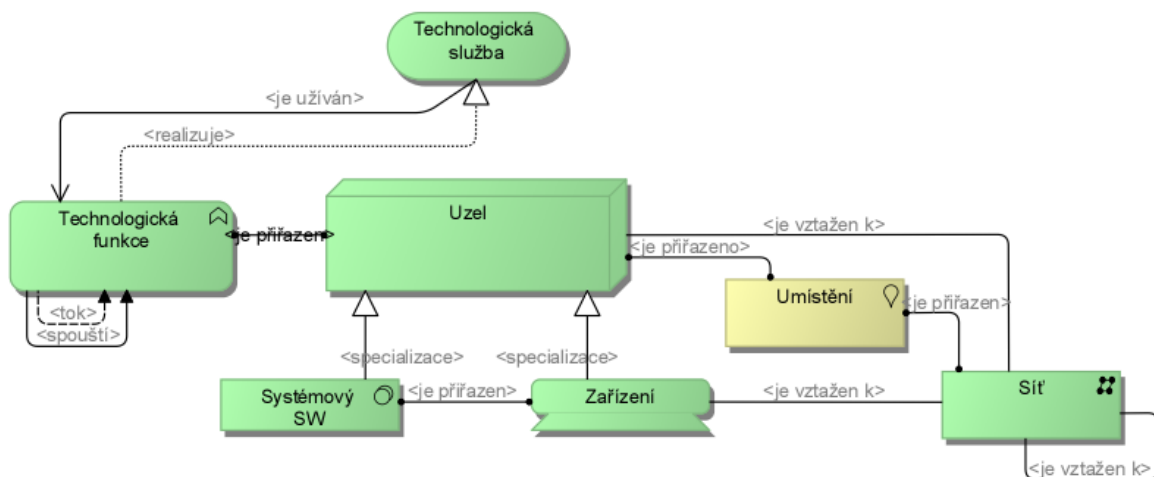 Technologická
služba
<je užíván>
<realizuje>
Technologická
funkce
<je přiřazen>
Uzel
<je vztažen k>
<je přiřazeno>
Umístění
<je přiřazen>
<tok>
<spouští>
<specializace>
<specializace>
Systémový
SW
<je přiřazen>
Zařízení
<je vztažen k>
Síť
<je vztažen k>